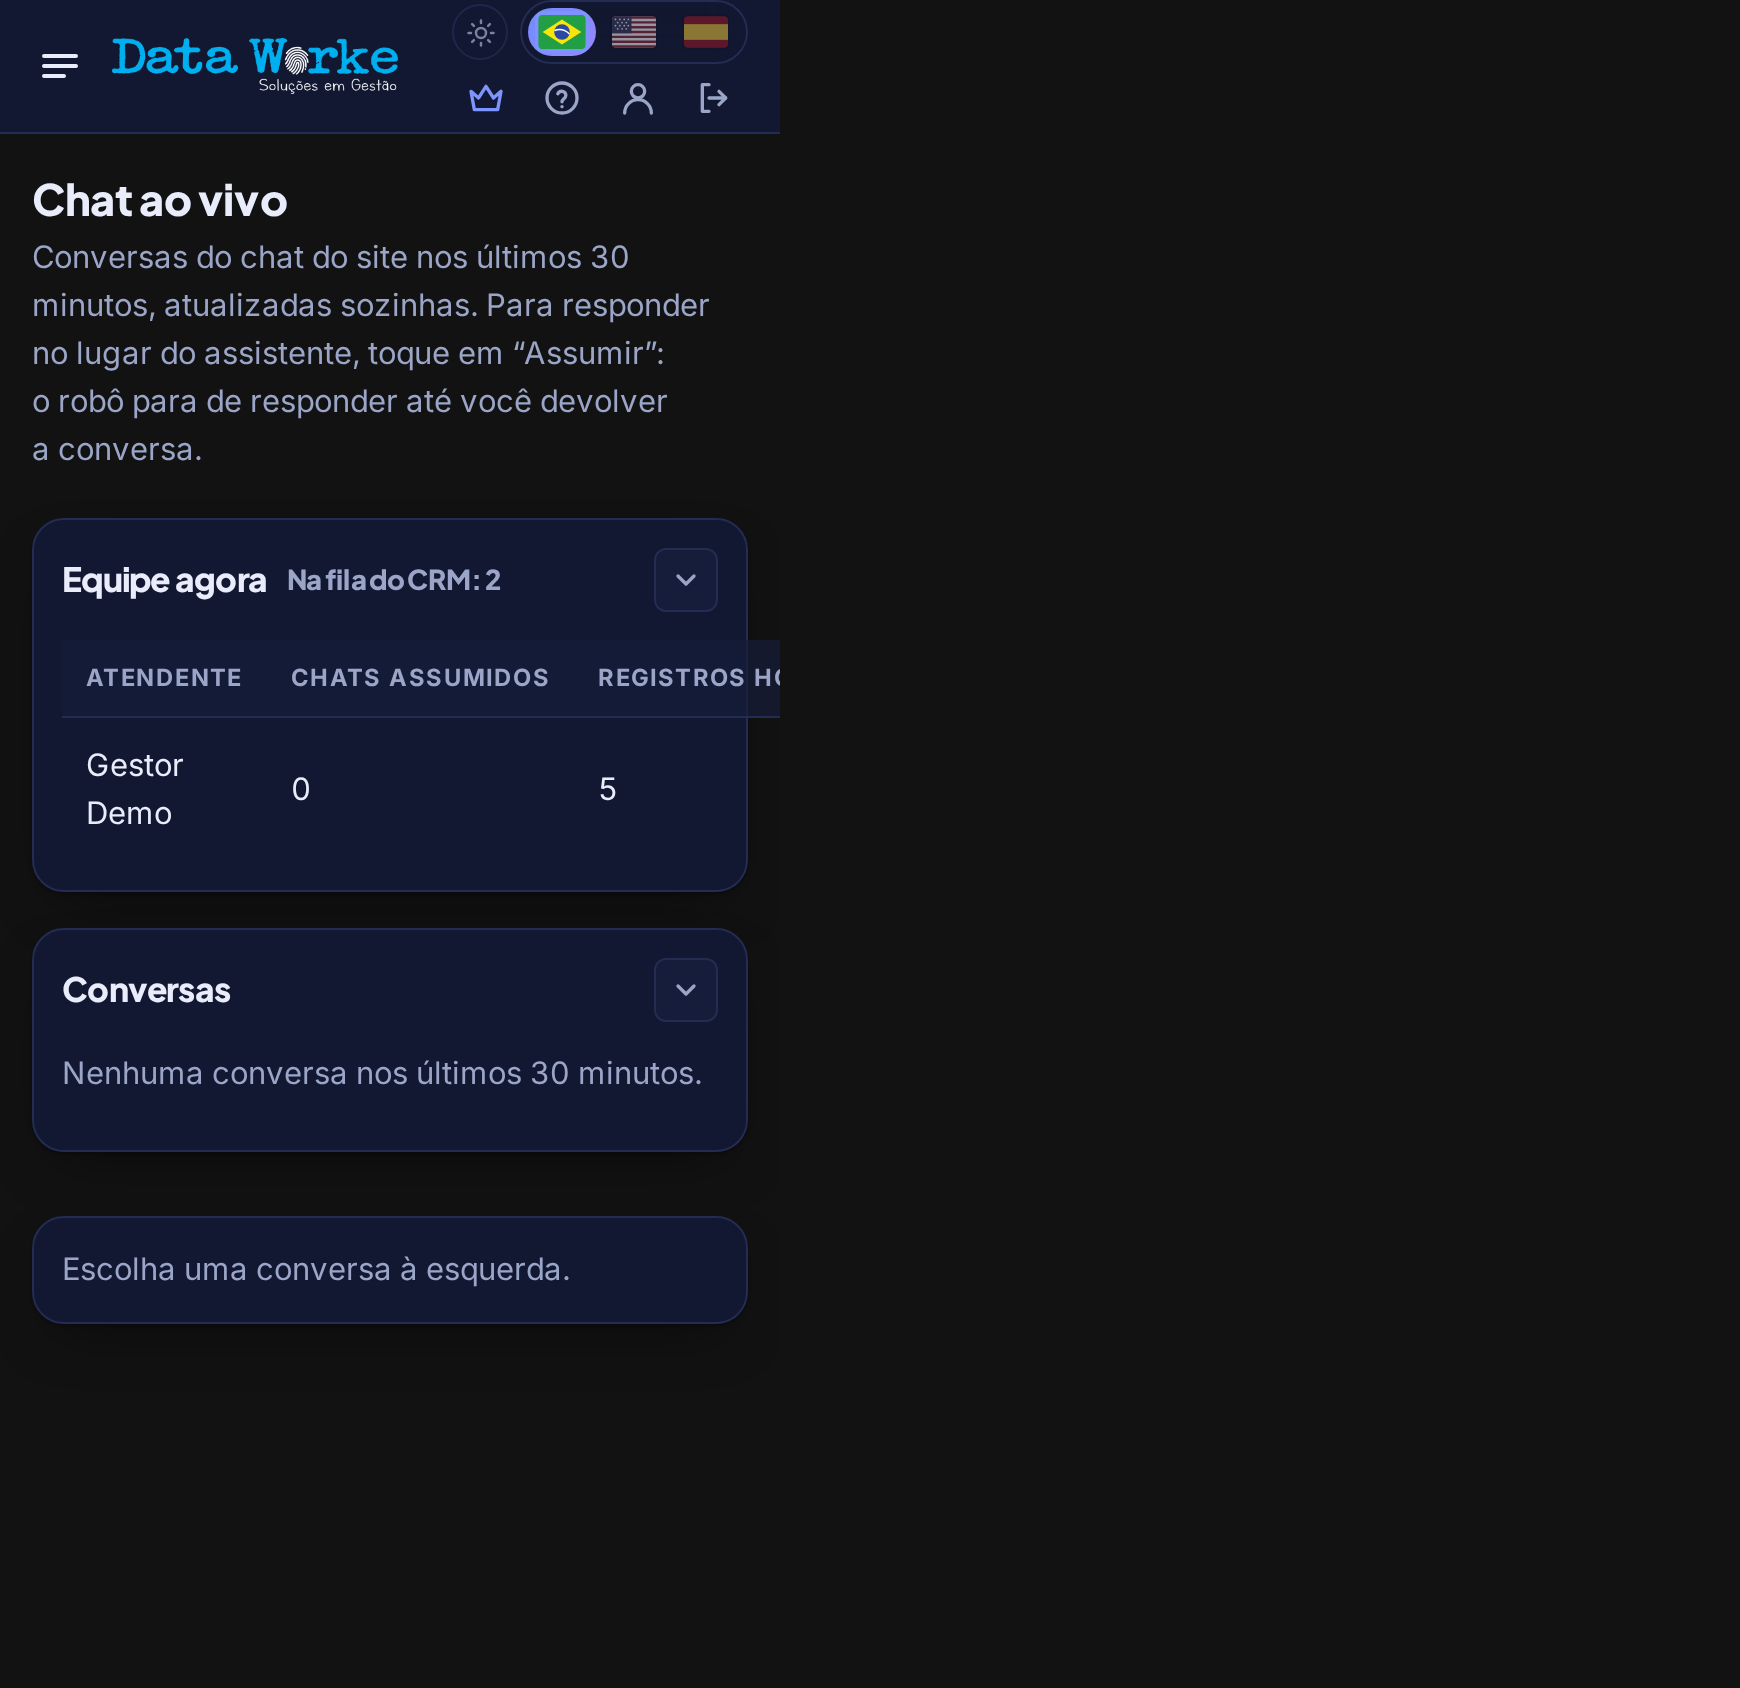 Data Worke
Soluções em Gestão
Chat ao vivo
Conversas do chat do site nos últimos 30
minutos, atualizadas sozinhas. Para responder
no lugar do assistente, toque em “Assumir”:
o robô para de responder até você devolver
a conversa.
Equipe agora Na fila do CRM: 2
ATENDENTE CHATS ASSUMIDOS REGISTROS
Gestor
Demo
0 5
Conversas
Nenhuma conversa nos últimos 30 minutos.
Escolha uma conversa à esquerda.